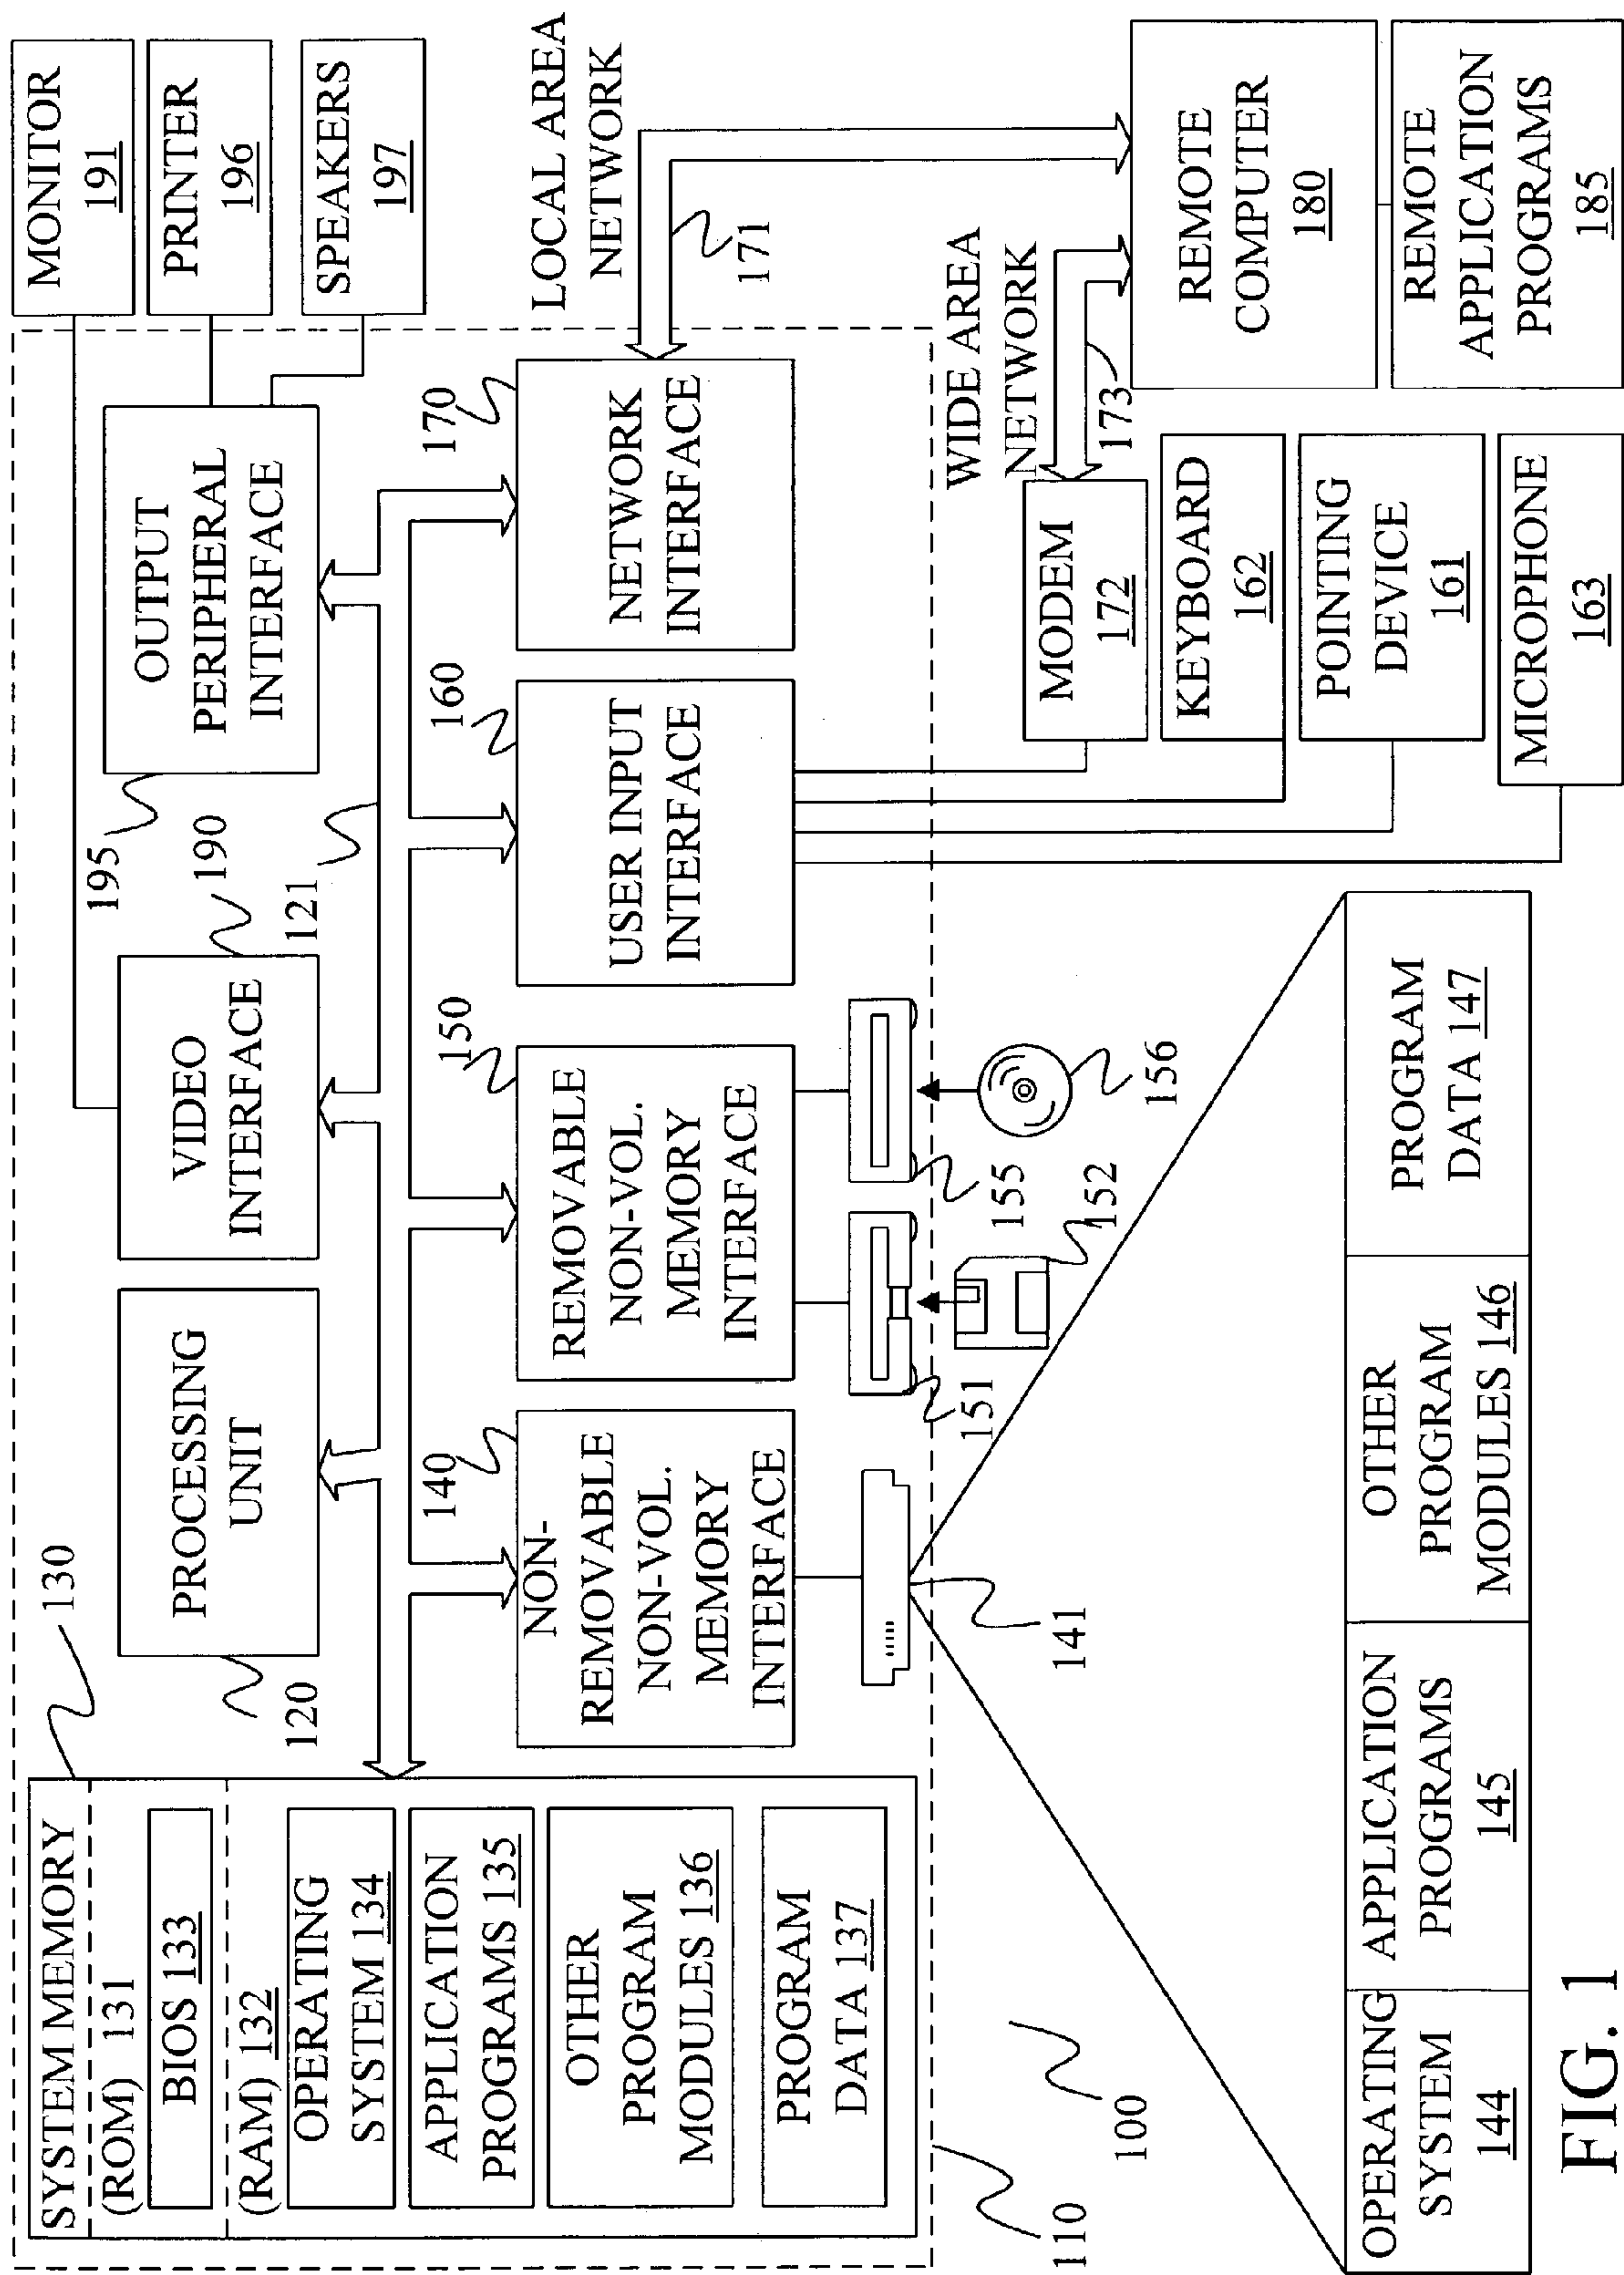 SYSTEM MEMORY
(ROM) 131
BIOS 133
(RAM) 132
OPERATING
SYSTEM 134
APPLICATION
PROGRAMS 135
OTHER
PROGRAM
MODULES 136
PROGRAM
DATA 137
130
PROCESSING
UNIT
120
VIDEO
INTERFACE
190
121
OUTPUT
PERIPHERAL
INTERFACE
195
MONITOR
191
PRINTER
196
SPEAKERS
197
NON-
REMOVABLE
NON-VOL.
MEMORY
INTERFACE
140
REMOVABLE
NON-VOL.
MEMORY
INTERFACE
150
USER INPUT
INTERFACE
160
NETWORK
INTERFACE
170
LOCAL AREA
NETWORK
171
141
151
152
155
156
WIDE AREA
NETWORK
173
MODEM
172
KEYBOARD
162
POINTING
DEVICE
161
MICROPHONE
163
REMOTE
COMPUTER
180
REMOTE
APPLICATION
PROGRAMS
185
110
100
OPERATING
SYSTEM
144
APPLICATION
PROGRAMS
145
OTHER
PROGRAM
MODULES 146
PROGRAM
DATA 147
FIG. 1